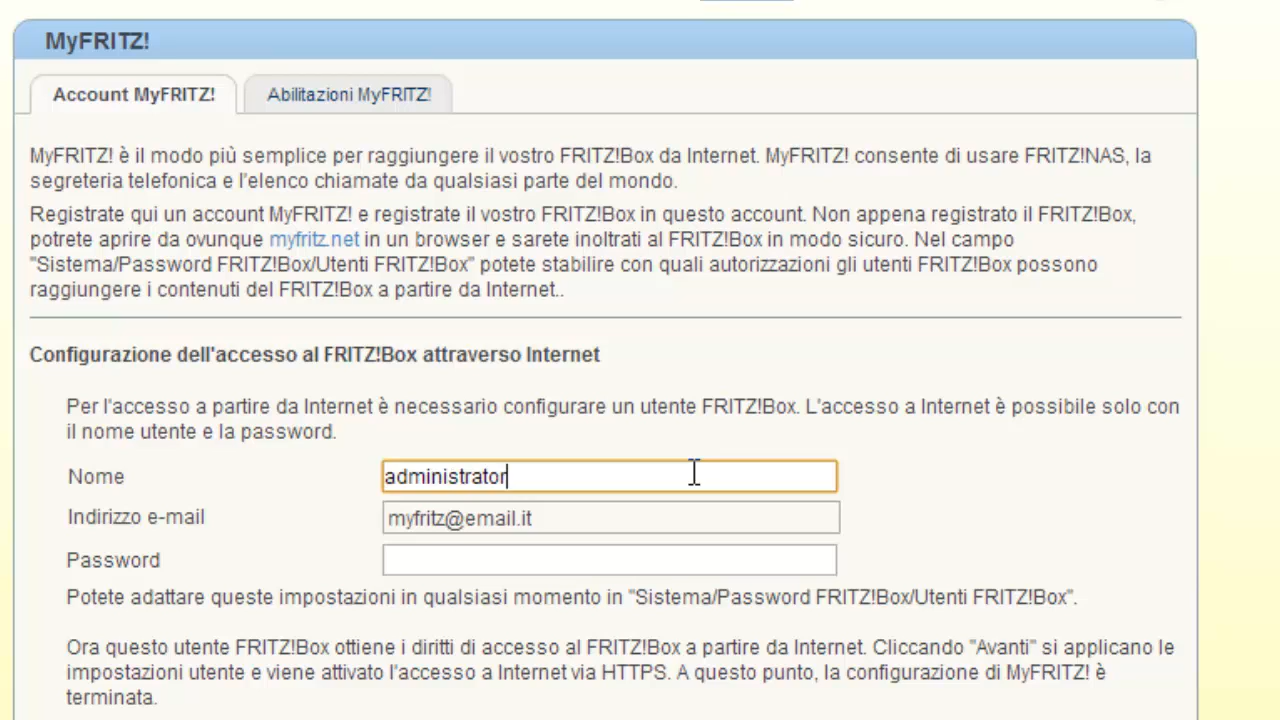 MyFRITZ!
Account MyFRITZ!
Abilitazioni MyFRITZ!
MyFRITZ! è il modo più semplice per raggiungere il vostro FRITZ!Box da Internet. MyFRITZ! consente di usare FRITZ!NAS, la
segreteria telefonica e l'elenco chiamate da qualsiasi parte del mondo.
Registrate qui un account MyFRITZ! e registrate il vostro FRITZ!Box in questo account. Non appena registrato il FRITZ!Box,
potrete aprire da ovunque myfritz.net in un browser e sarete inoltrati al FRITZ!Box in modo sicuro. Nel campo
"Sistema/Password FRITZ!Box/Utenti FRITZ!Box" potete stabilire con quali autorizzazioni gli utenti FRITZ!Box possono
raggiungere i contenuti del FRITZ!Box a partire da Internet..
Configurazione dell'accesso al FRITZ!Box attraverso Internet
Per l'accesso a partire da Internet è necessario configurare un utente FRITZ!Box. L'accesso a Internet è possibile solo con
il nome utente e la password.
Nome administrator
Indirizzo e-mail myfritz@email.it
Password
Potete adattare queste impostazioni in qualsiasi momento in "Sistema/Password FRITZ!Box/Utenti FRITZ!Box".
Ora questo utente FRITZ!Box ottiene i diritti di accesso al FRITZ!Box a partire da Internet. Cliccando "Avanti" si applicano le
impostazioni utente e viene attivato l'accesso a Internet via HTTPS. A questo punto, la configurazione di MyFRITZ! è
terminata.